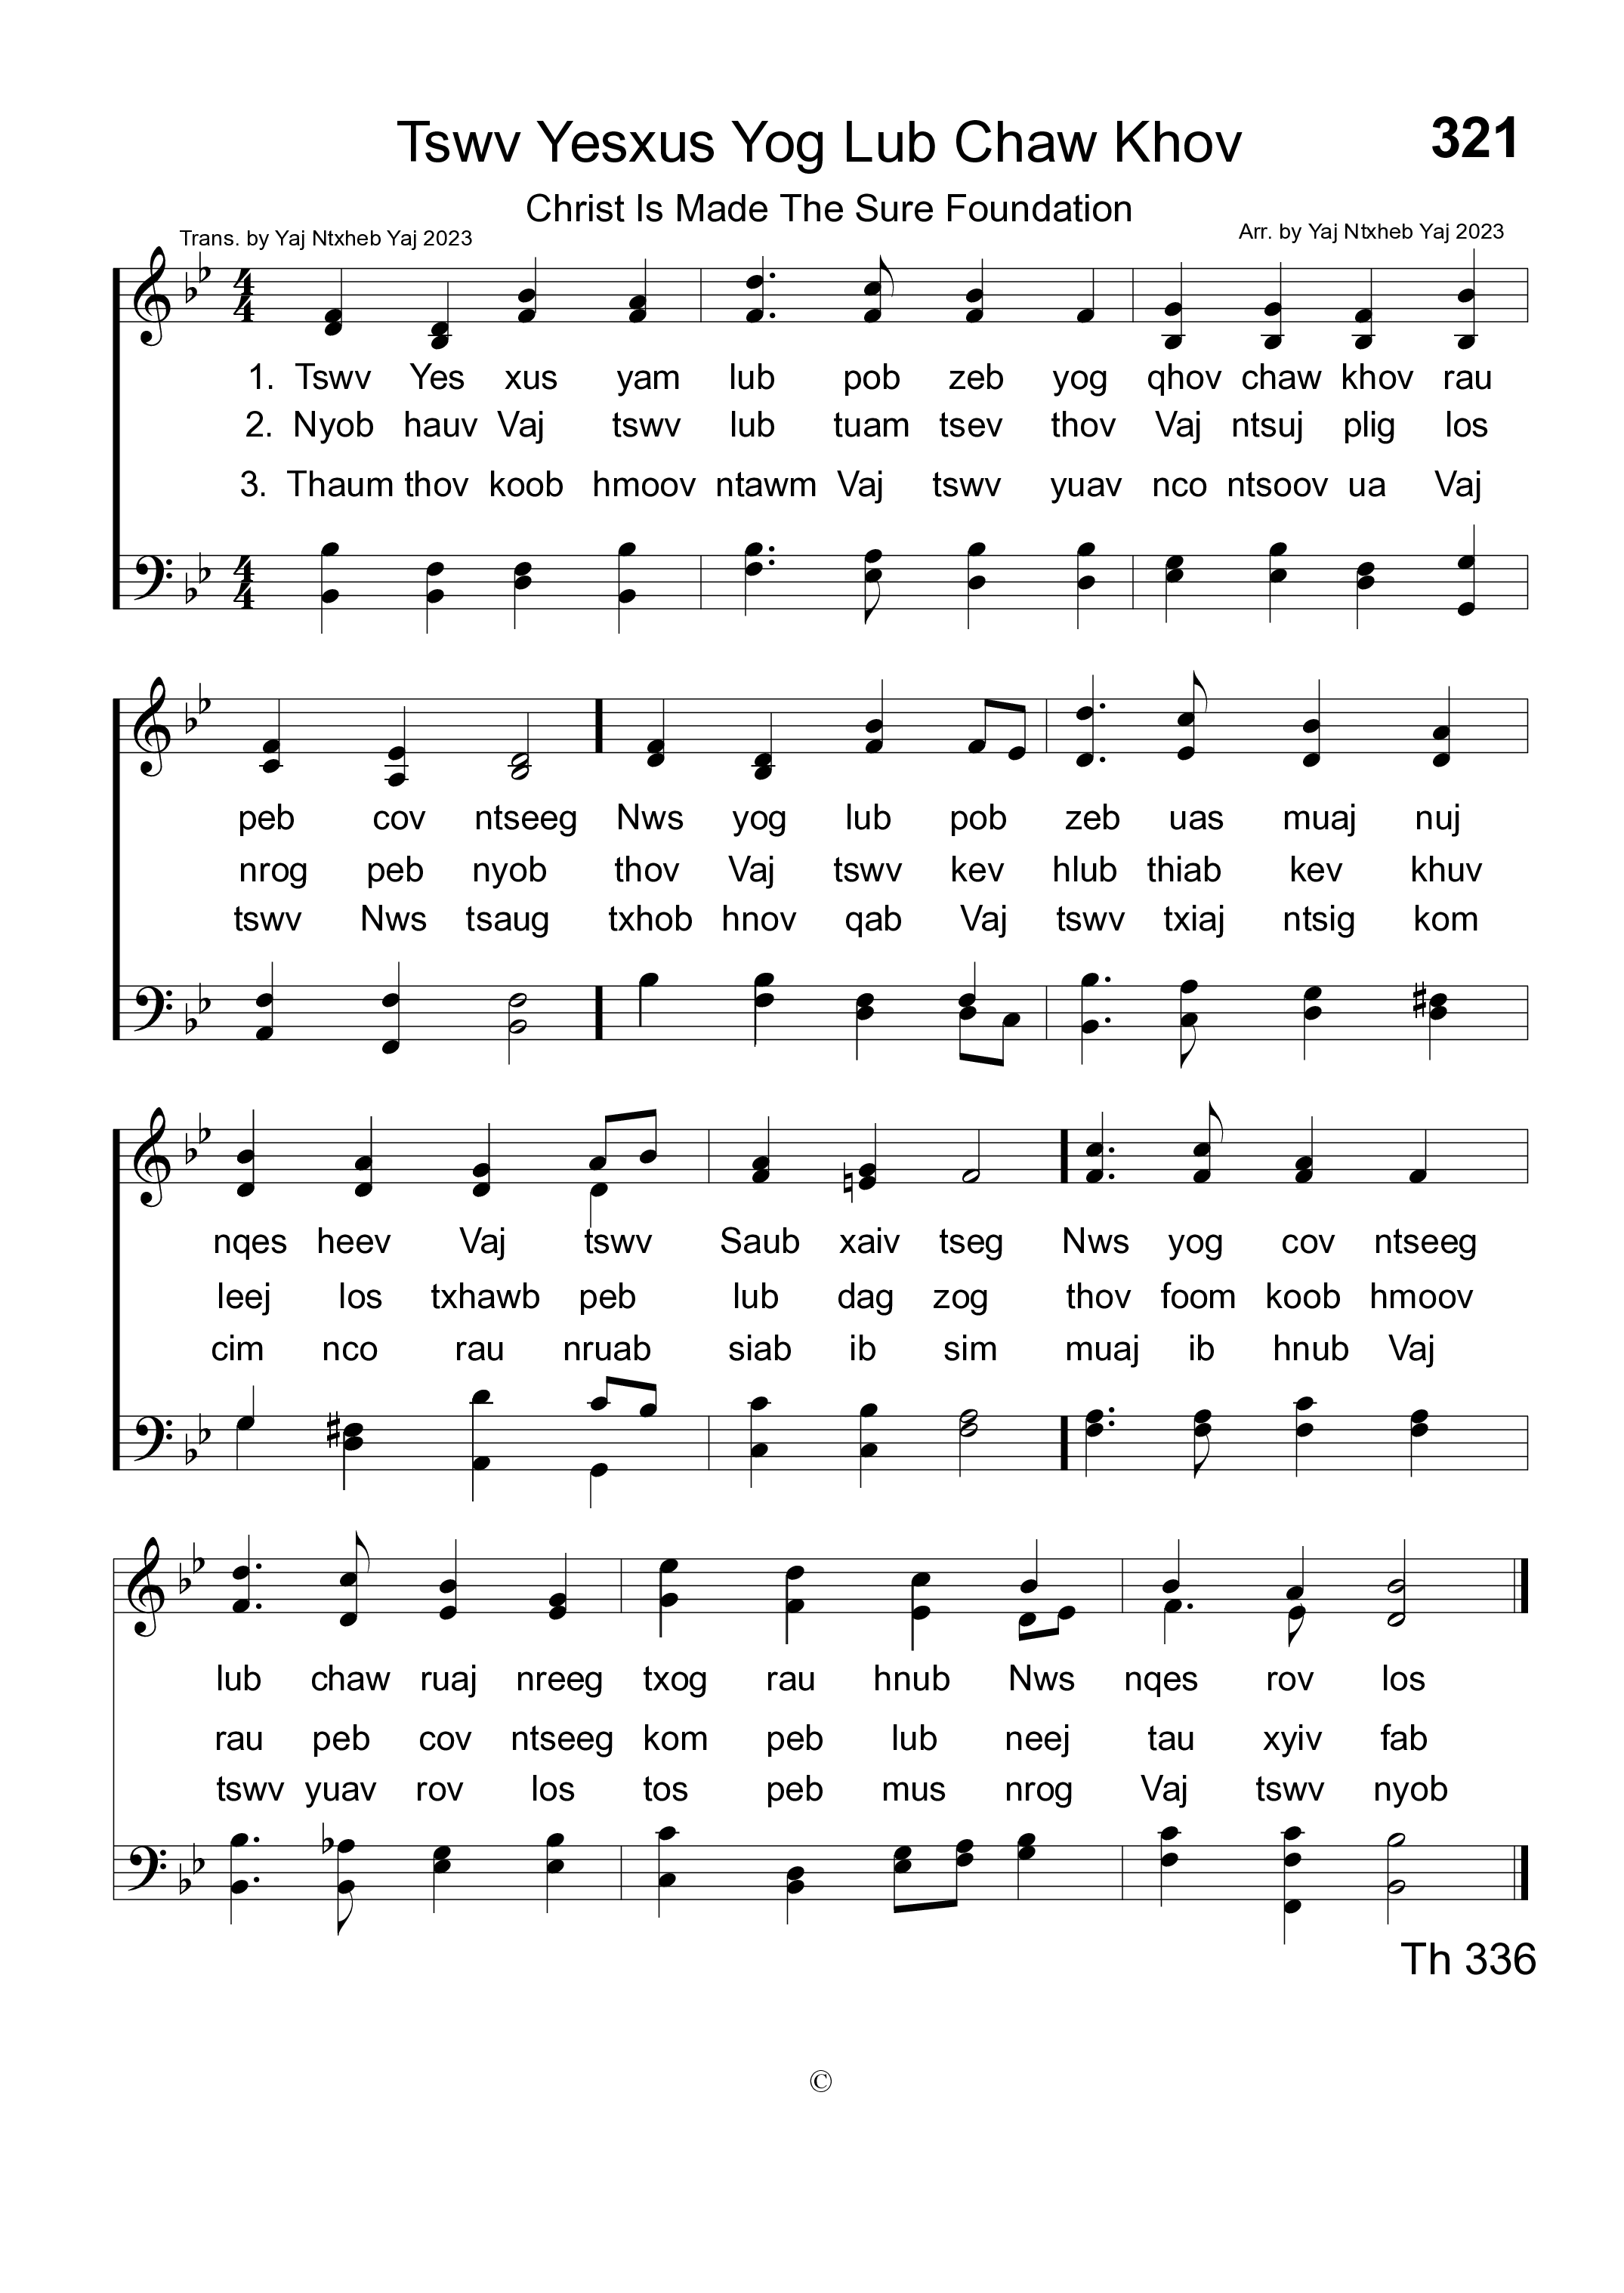 Tswv Yesxus Yog Lub Chaw Khov 321
Christ Is Made The Sure Foundation
Trans. by Yaj Ntxheb Yaj 2023 Arr. by Yaj Ntxheb Yaj 2023
1. Tswv Yes xus yam lub pob zeb yog qhov chaw khov rau
2. Nyob hauv Vaj tswv lub tuam tsev thov Vaj ntsuj plig los
3. Thaum thov koob hmoov ntawm Vaj tswv yuav nco ntsoov ua Vaj
peb cov ntseeg Nws yog lub pob zeb uas muaj nuj
nrog peb nyob thov Vaj tswv kev hlub thiab kev khuv
tswv Nws tsaug txhob hnov qab Vaj tswv txiaj ntsig kom
nqes heev Vaj tswv Saub xaiv tseg Nws yog cov ntseeg
leej los txhawb peb lub dag zog thov foom koob hmoov
cim nco rau nruab siab ib sim muaj ib hnub Vaj
lub chaw ruaj nreeg txog rau hnub Nws nqes rov los
rau peb cov ntseeg kom peb lub neej tau xyiv fab
tswv yuav rov los tos peb mus nrog Vaj tswv nyob
Th 336
©